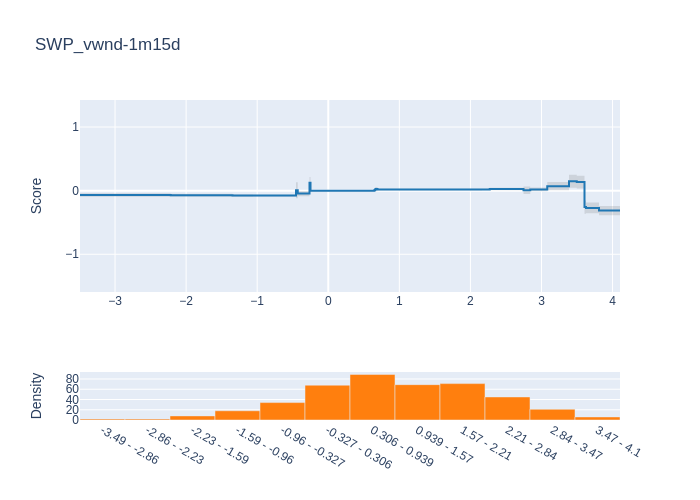 SWP_vwnd-1m15d
Score
1
0
−1
−3
−2
−1
0
1
2
3
4
Density
80
60
40
20
0
-3.49 - -2.86
-2.86 - -2.23
-2.23 - -1.59
-1.59 - -0.96
-0.96 - -0.327
-0.327 - 0.306
0.306 - 0.939
0.939 - 1.57
1.57 - 2.21
2.21 - 2.84
2.84 - 3.47
3.47 - 4.1